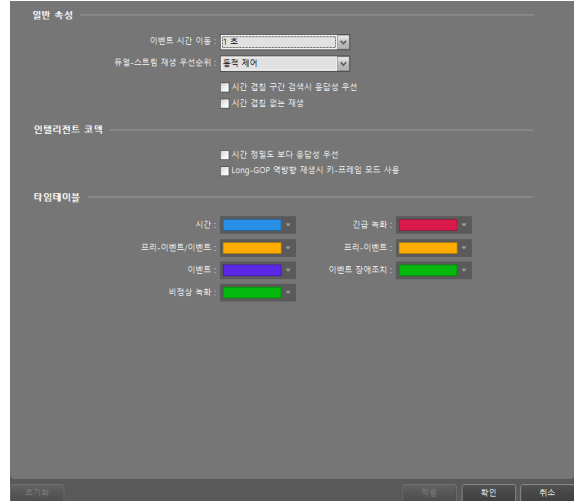 일반 속성
이벤트 시간 이동 : 1 초
듀얼-스트림 재생 우선순위 : 동적 제어
시간 겹침 구간 검색시 응답성 우선
시간 겹침 없는 재생
인텔리전트 코덱
시간 정밀도 보다 응답성 우선
Long-GOP 역방향 재생시 키-프레임 모드 사용
타임테이블
시간 : 긴급 녹화 :
프리-이벤트/이벤트 : 프리-이벤트 :
이벤트 : 이벤트 장애조치 :
비정상 녹화 :
초기화 적용 확인 취소